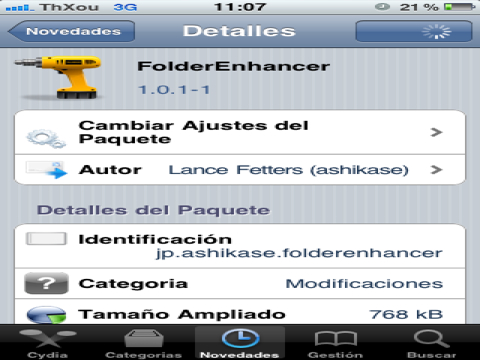 ThXou 3G 11:07 21 %
Novedades Detalles
FolderEnhancer
1.0.1-1
Cambiar Ajustes del
Paquete
Autor Lance Fetters (ashikase)
Detalles del Paquete
Identificación
jp.ashikase.folderenhancer
Categoria Modificaciones
Tamaño Ampliado 768 kB
Cydia Categorias Novedades Gestión Buscar